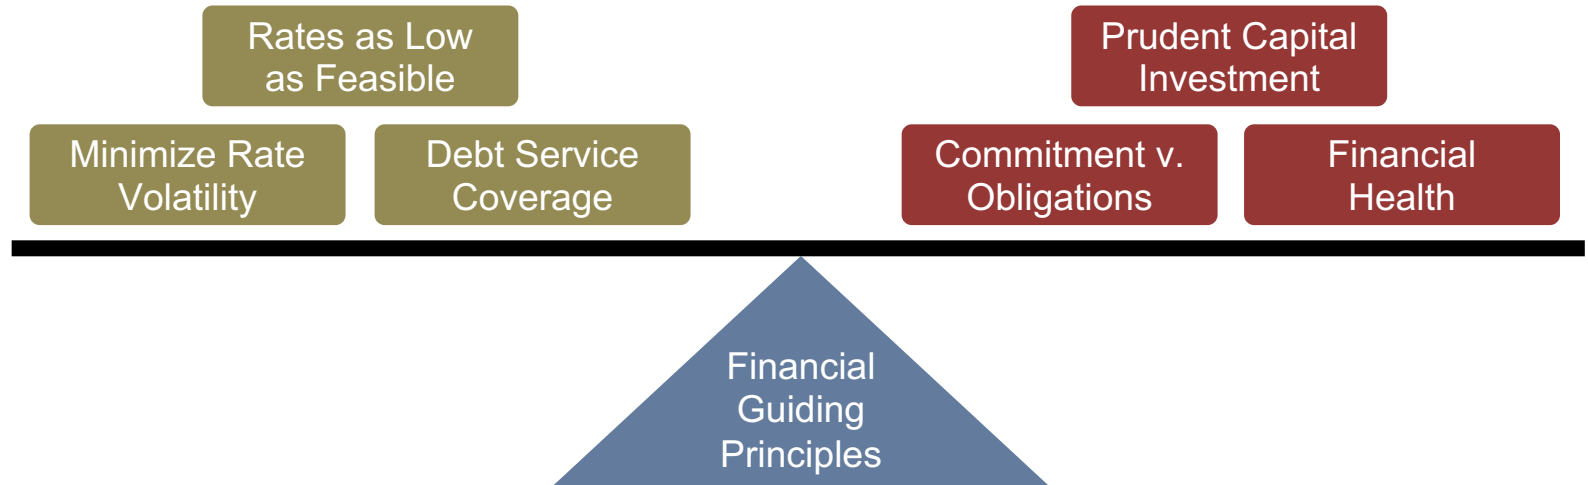 Rates as Low
as Feasible
Minimize Rate
Volatility
Debt Service
Coverage
Prudent Capital
Investment
Commitment v.
Obligations
Financial
Health
Financial
Guiding
Principles